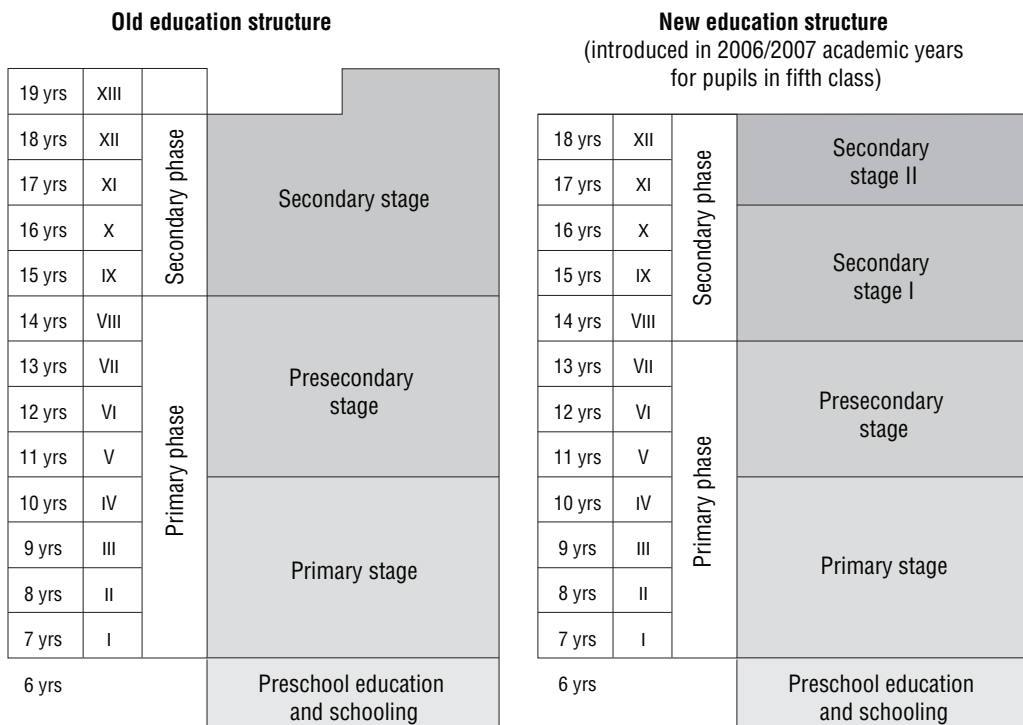 Old education structure
19 yrs XIII
18 yrs XII
17 yrs XI
16 yrs X
15 yrs IX
14 yrs VIII
13 yrs VII
12 yrs VI
11 yrs V
10 yrs IV
9 yrs III
8 yrs II
7 yrs I
6 yrs
Secondary phase
Primary phase
Secondary stage
Presecondary
stage
Primary stage
Preschool education
and schooling
New education structure
(introduced in 2006/2007 academic years
for pupils in fifth class)
18 yrs XII
17 yrs XI
16 yrs X
15 yrs IX
14 yrs VIII
13 yrs VII
12 yrs VI
11 yrs V
10 yrs IV
9 yrs III
8 yrs II
7 yrs I
6 yrs
Secondary phase
Primary phase
Secondary
stage II
Secondary
stage I
Presecondary
stage
Primary stage
Preschool education
and schooling